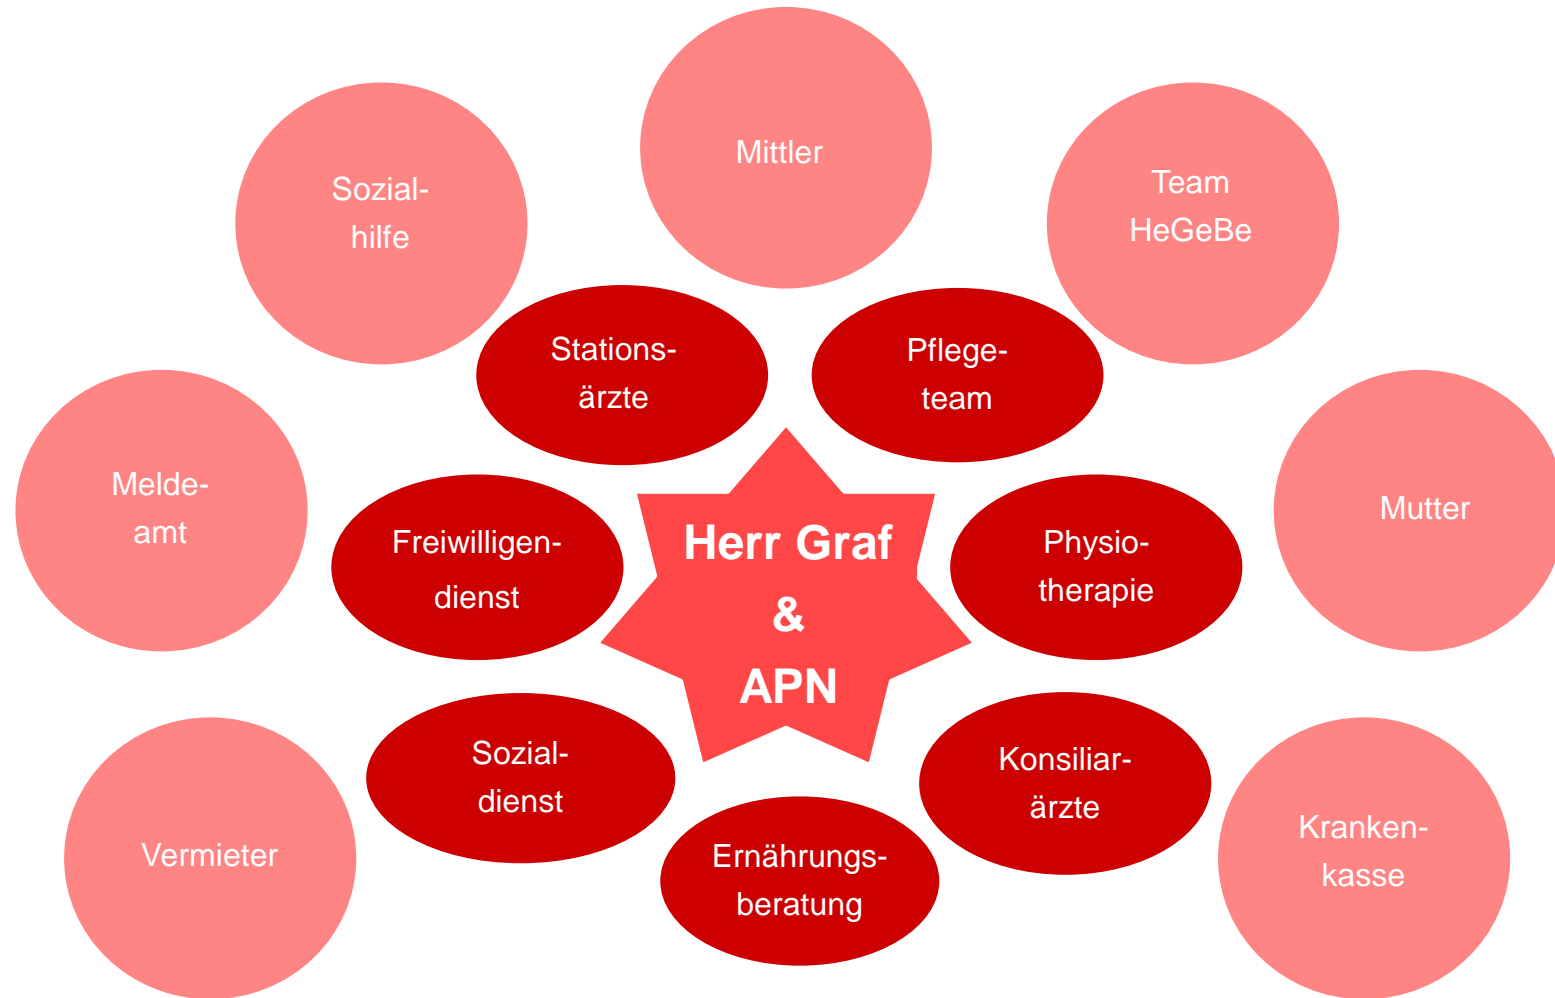 Mittler
Sozial-
hilfe
Team
HeGeBe
Stations-
ärzte
Pflege-
team
Melde-
amt
Freiwilligen-
dienst
Herr Graf
&
APN
Physio-
therapie
Mutter
Sozial-
dienst
Konsiliar-
ärzte
Vermieter
Ernährungs-
beratung
Kranken-
kasse